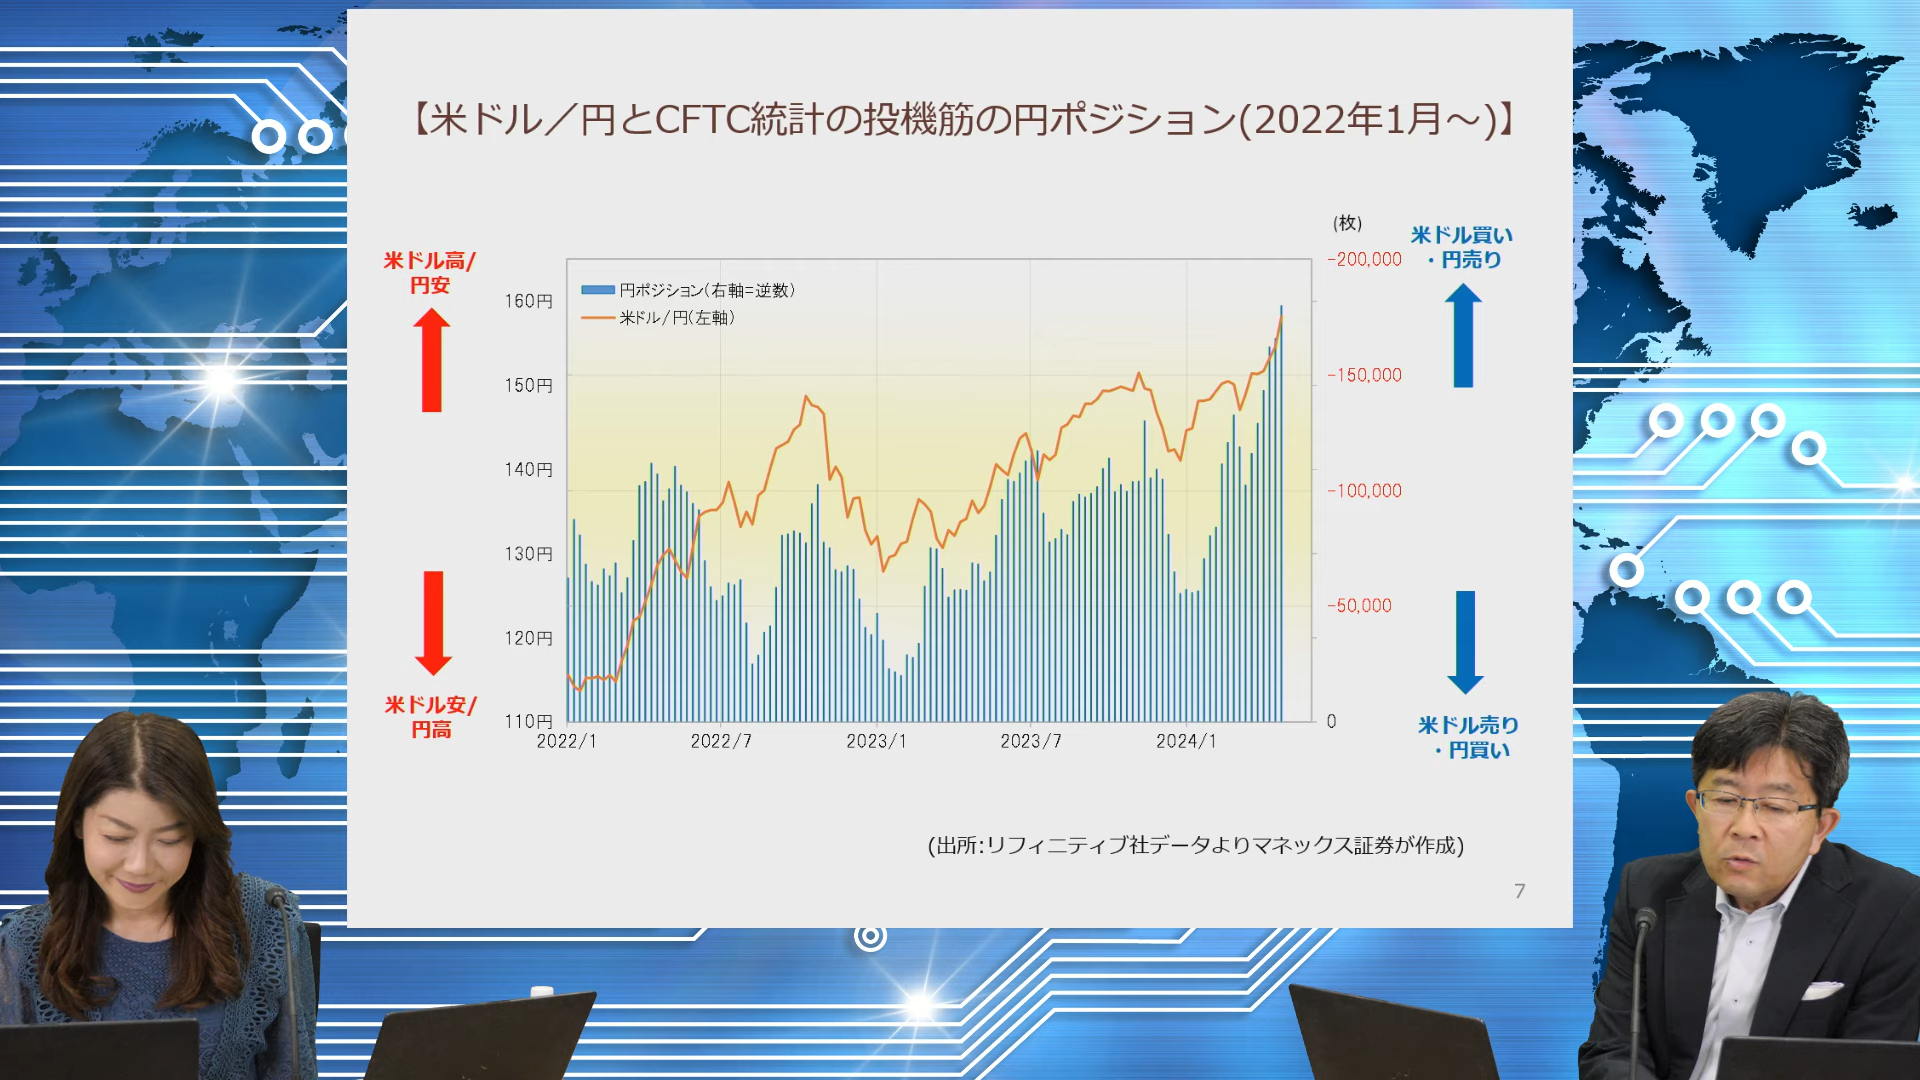 【米ドル／円とCFTC統計の投機筋の円ポジション(2022年1月～)】
(枚)
米ドル高/
円安
米ドル買い
・円売り
円ポジション(右軸=逆数)
米ドル/円(左軸)
160円
150円
140円
130円
120円
110円
-200,000
-150,000
-100,000
-50,000
0
2022/1
2022/7
2023/1
2023/7
2024/1
米ドル安/
円高
米ドル売り
・円買い
(出所:リフィニティブ社データよりマネックス証券が作成)
7